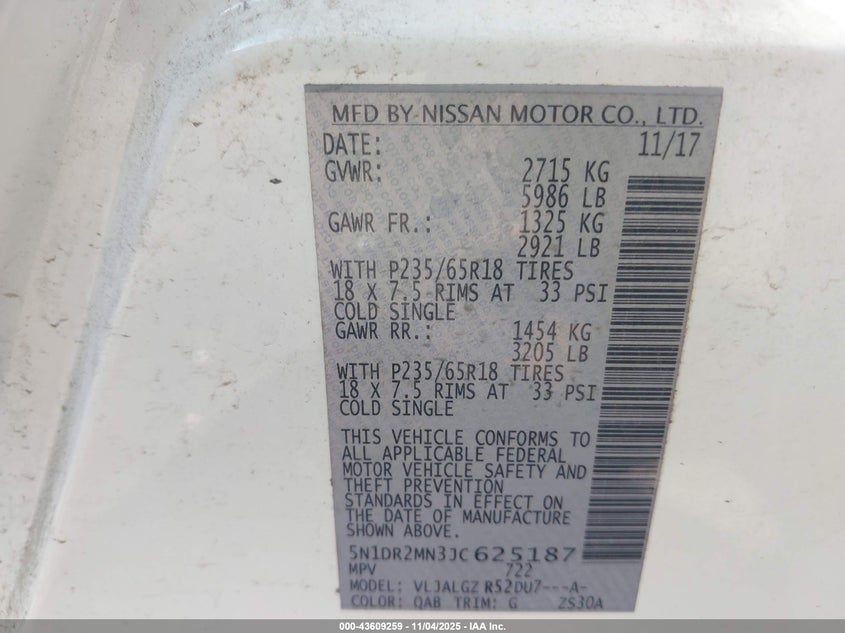 MFD BY NISSAN MOTOR CO., LTD.
DATE: 11/17
GVWR: 2715 KG
5986 LB
GAWR FR.: 1325 KG
2921 LB
WITH P235/65R18 TIRES
18 X 7.5 RIMS AT 33 PSI
COLD SINGLE
GAWR RR.: 1454 KG
3205 LB
WITH P235/65R18 TIRES
18 X 7.5 RIMS AT 33 PSI
COLD SINGLE
THIS VEHICLE CONFORMS TO
ALL APPLICABLE FEDERAL
MOTOR VEHICLE SAFETY AND
THEFT PREVENTION
STANDARDS IN EFFECT ON
THE DATE OF MANUFACTURE
SHOWN ABOVE.
5N1DR2MN3JC625187
MPV 722
MODEL: VLJALGZ R52DU7---A-
COLOR: QAB TRIM: G ZS30A
000-43609259 - 11/04/2025 - IAA Inc.